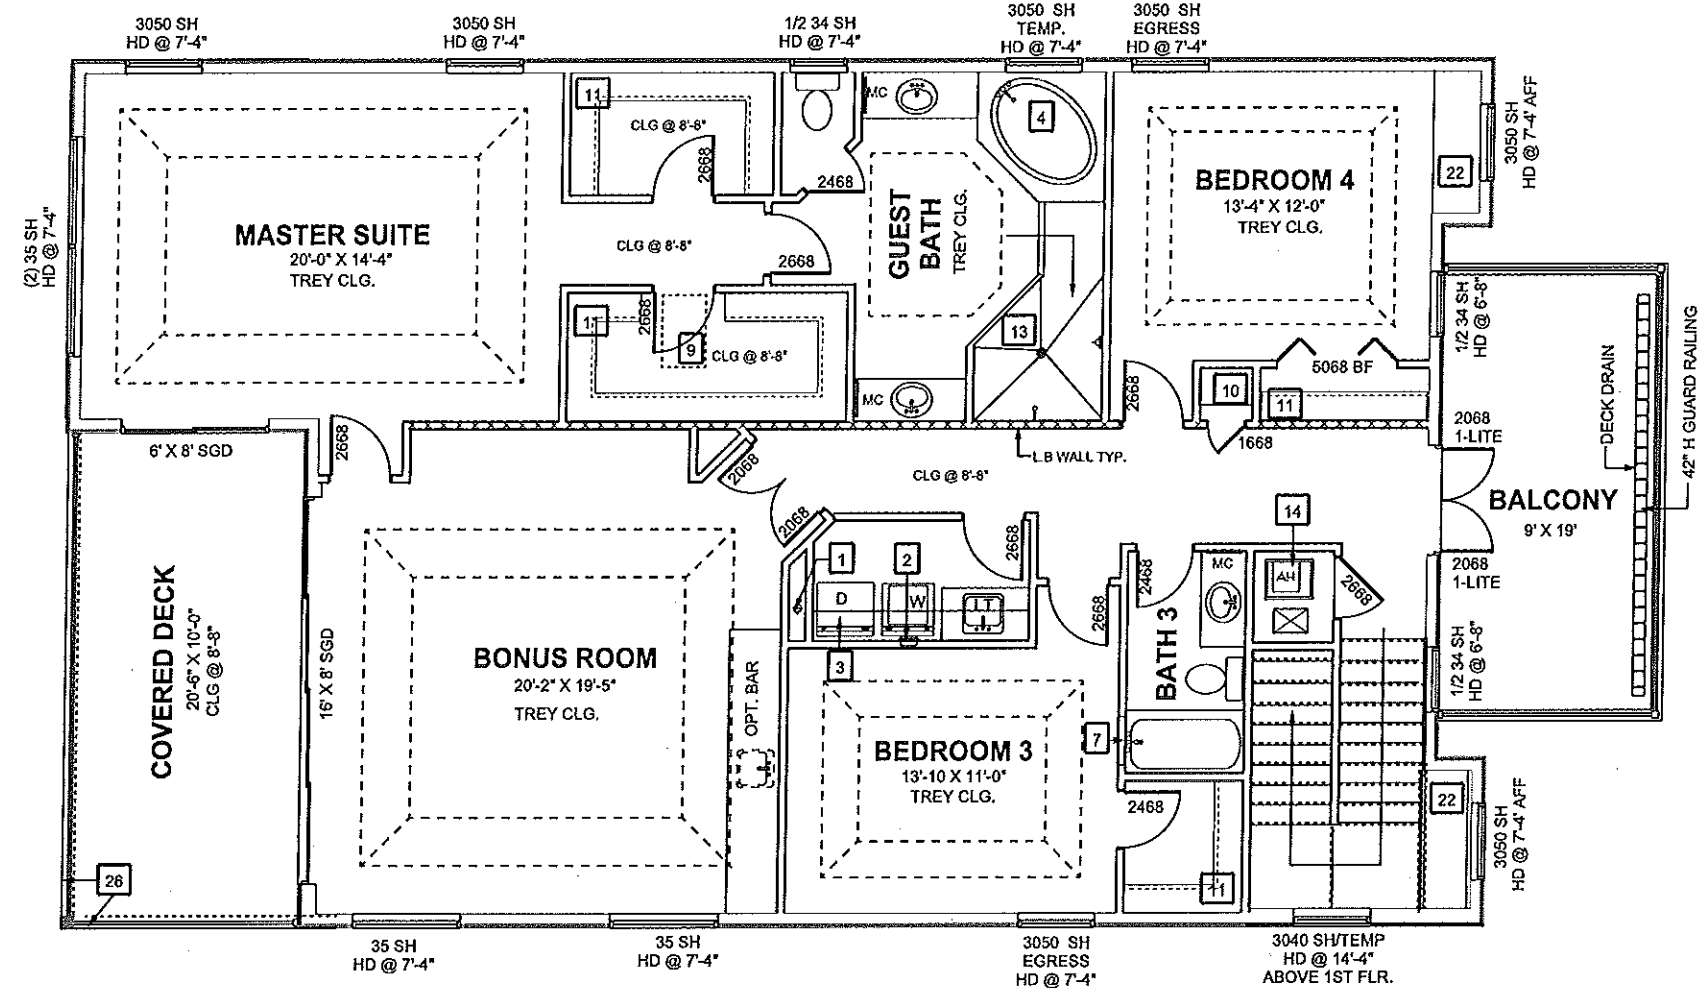 3050 SH
HD @ 7'-4"
3050 SH
HD @ 7'-4"
1/2 34 SH
HD @ 7'-4"
3050 SH
TEMP.
HD @ 7'-4"
3050 SH
EGRESS
HD @ 7'-4"
(2) 35 SH
HD @ 7'-4"
MASTER SUITE
20'-0" X 14'-4"
TREY CLG.
11
CLG @ 8'-8"
2668
CLG @ 8'-8"
2668
11
2668
9
CLG @ 8'-8"
2468
MC
GUEST
BATH
TREY CLG.
4
13
MC
BEDROOM 4
13'-4" X 12'-0"
TREY CLG.
22
3050 SH
HD @ 7'-4" AFF
1/2 34 SH
HD @ 6'-8"
5068 BF
10
11
2668
1668
2068
1-LITE
DECK DRAIN
42" H GUARD RAILING
BALCONY
9' X 19'
2068
1-LITE
1/2 34 SH
HD @ 6'-8"
6' X 8' SGD
2668
2068
2068
CLG @ 8'-8"
L.B WALL TYP.
COVERED DECK
20'-6" X 10'-0"
CLG @ 8'-8"
16' X 8' SGD
BONUS ROOM
20'-2" X 19'-5"
TREY CLG.
OPT. BAR
1
2
D
W
LT
3
2668
2668
2468
MC
BATH 3
14
AH
2668
7
BEDROOM 3
13'-10 X 11'-0"
TREY CLG.
2468
11
22
3050 SH
HD @ 7'-4" AFF
26
35 SH
HD @ 7'-4"
35 SH
HD @ 7'-4"
3050 SH
EGRESS
HD @ 7'-4"
3040 SH/TEMP
HD @ 14'-4"
ABOVE 1ST FLR.